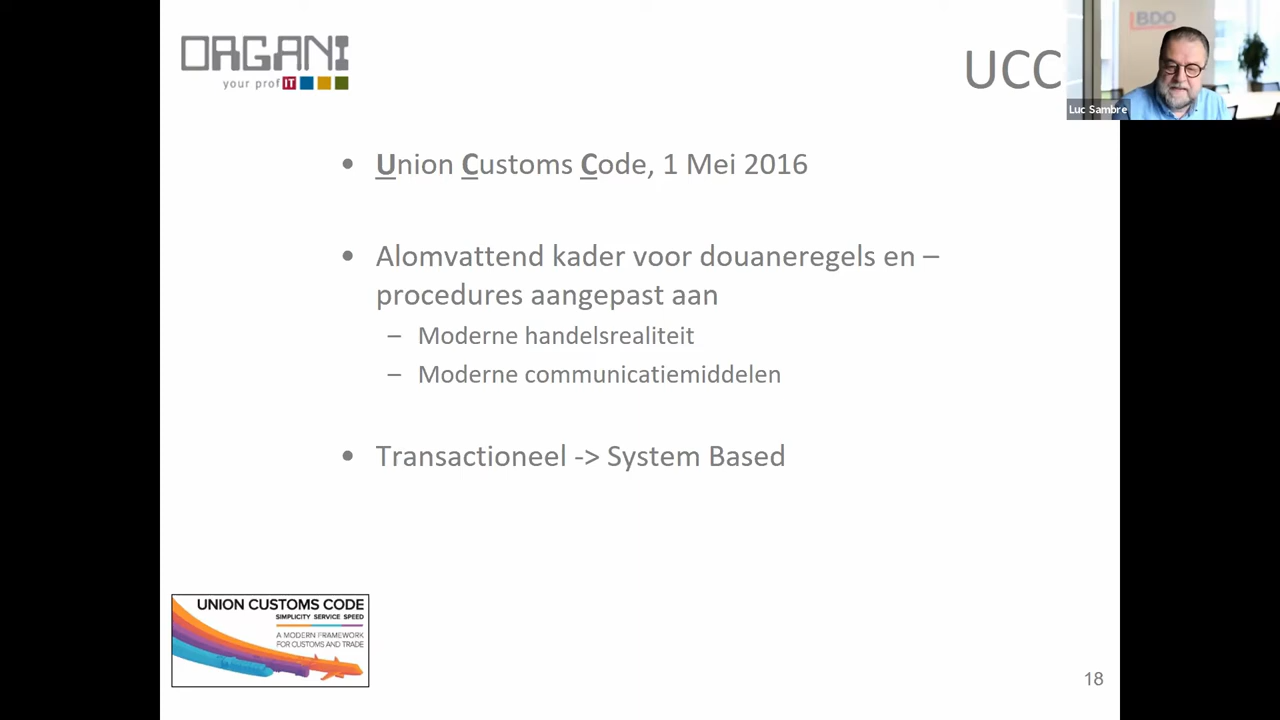 ORGANI
your profIT
UCC
BDO
Luc Sambre
• Union Customs Code, 1 Mei 2016
• Alomvattend kader voor douaneregels en –
procedures aangepast aan
– Moderne handelsrealiteit
– Moderne communicatiemiddelen
• Transactioneel -> System Based
UNION CUSTOMS CODE
SIMPLICITY SERVICE SPEED
A MODERN FRAMEWORK
FOR CUSTOMS AND TRADE
18